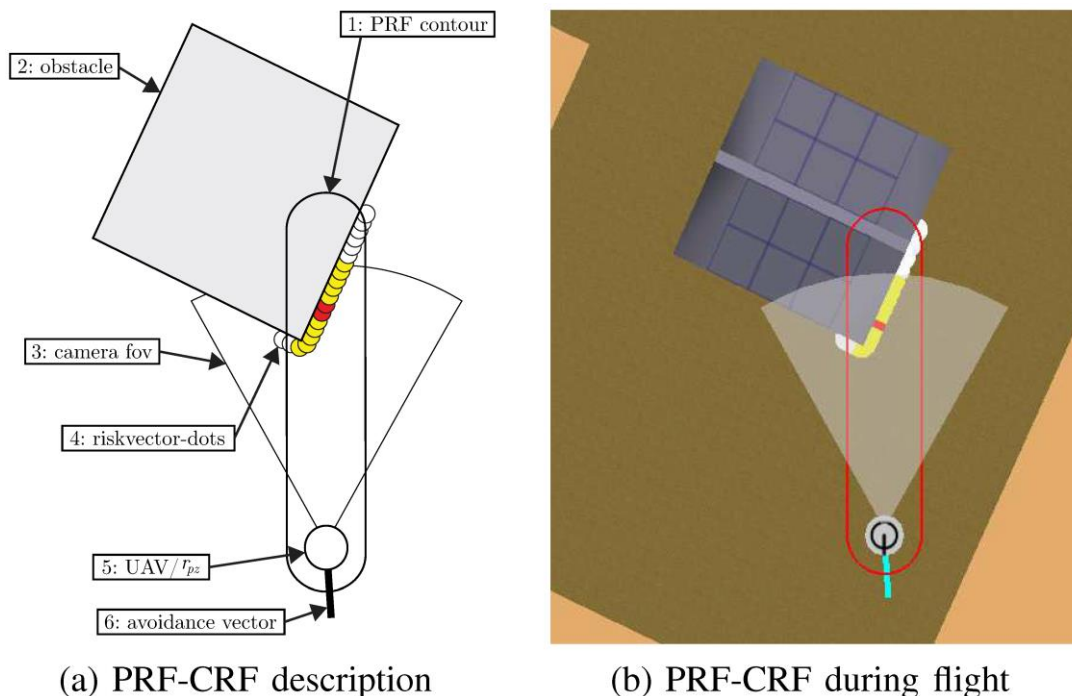 1: PRF contour
2: obstacle
3: camera fov
4: riskvector-dots
5: UAV/r_pz
6: avoidance vector
(a) PRF-CRF description
(b) PRF-CRF during flight